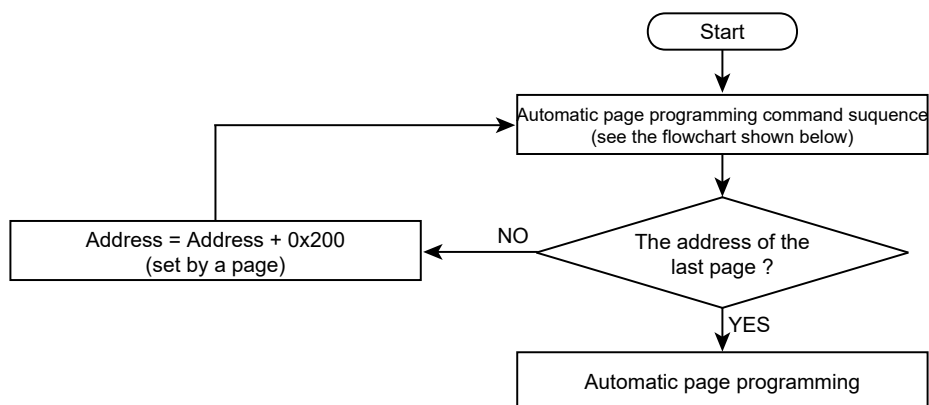 Start
Automatic page programming command suquence
(see the flowchart shown below)
Address = Address + 0x200
(set by a page)
NO
The address of the
last page ?
YES
Automatic page programming